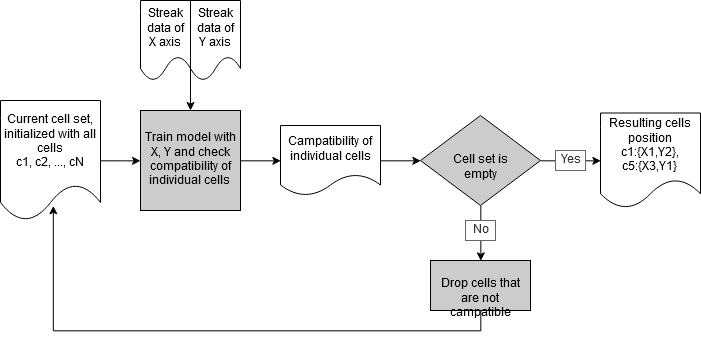 Streak
data of
X axis
Streak
data of
Y axis
Current cell set,
initialized with all
cells
c1, c2, ..., cN
Train model with
X, Y and check
compatibility of
individual cells
Campatibility of
individual cells
Cell set is
empty
Yes
Resulting cells
position
c1:{X1,Y2},
c5:{X3,Y1}
No
Drop cells that
are not
campatible